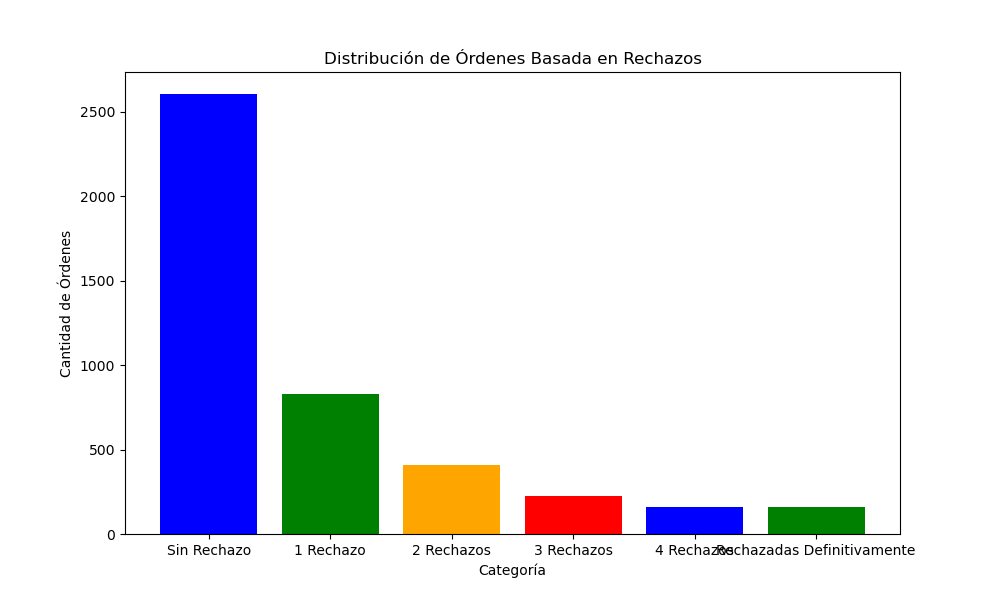 Distribución de Órdenes Basada en Rechazos
Cantidad de Órdenes
2500
2000
1500
1000
500
0
Sin Rechazo
1 Rechazo
2 Rechazos
3 Rechazos
4 Rechazos
Rechazadas Definitivamente
Categoría